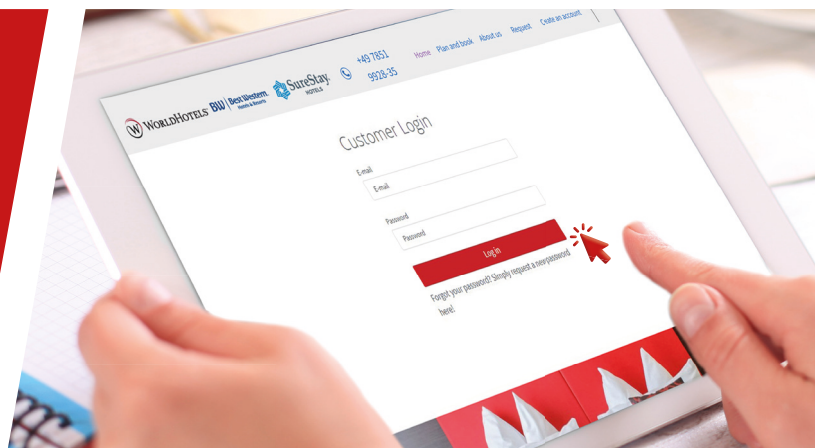 WORLDHOTELS
BW Best Western
Hotels & Resorts
SureStay
HOTELS
+49 7851
9928-35
Home Plan and book About us Request Create an account
Customer Login
E-mail
E-mail
Password
Password
Log in
Forgot your password? Simply request a new password
here!